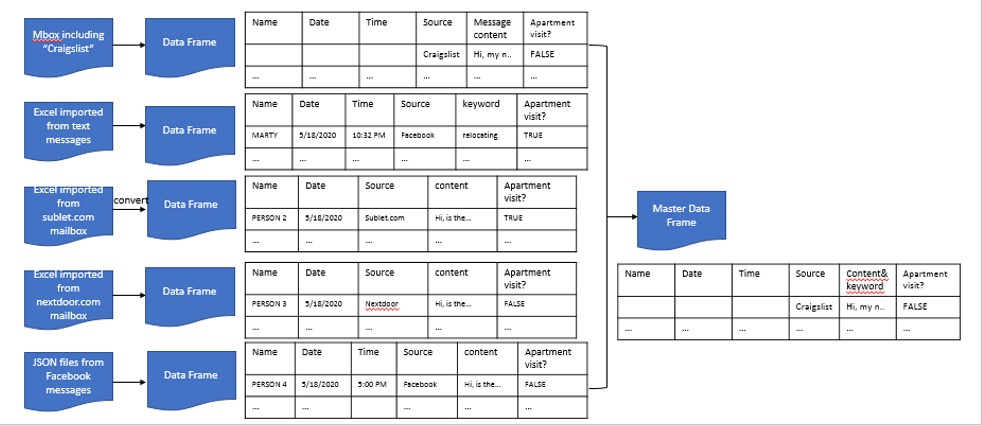 Mbox including
“Craigslist”
Data Frame
Name Date Time Source Message
content Apartment
visit?
Craigslist Hi, my n.. FALSE
... ... ... ... ... ...
Excel imported
from text
messages
Data Frame
Name Date Time Source keyword Apartment
visit?
MARTY 5/18/2020 10:32 PM Facebook relocating TRUE
... ... ... ... ... ...
Excel imported
from
sublet.com
mailbox
convert
Data Frame
Name Date Source content Apartment
visit?
PERSON 2 5/18/2020 Sublet.com Hi, is the... TRUE
... ... ... ... ...
Excel imported
from
nextdoor.com
mailbox
Data Frame
Name Date Source content Apartment
visit?
PERSON 3 5/18/2020 Nextdoor Hi, is the... FALSE
... ... ... ... ...
JSON files from
Facebook
messages
Data Frame
Name Date Time Source content Apartment
visit?
PERSON 4 5/18/2020 5:00 PM Facebook Hi, is the... FALSE
... ... ... ... ... ...
Master Data
Frame
Name Date Time Source Content&
keyword Apartment
visit?
Craigslist Hi, my n.. FALSE
... ... ... ... ... ...